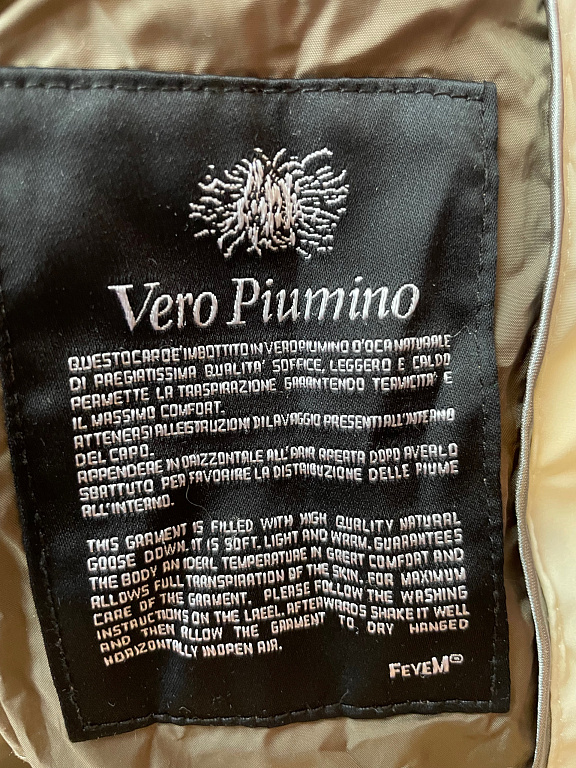 Vero Piumino
QUESTO CAPO È IMBOTTITO IN VERO PIUMINO D'OCA NATURALE
DI PREGIATISSIMA QUALITA' SOFFICE, LEGGERO E CALDO
PERMETTE LA TRASPIRAZIONE GARANTENDO TERMICITA' E
IL MASSIMO COMFORT.
ATTENERSI ALLE ISTRUZIONI DI LAVAGGIO PRESENTI ALL'INTERNO
DEL CAPO.
APPENDERE IN ORIZZONTALE ALL'ARIA APERTA DOPO AVERLO
SBATTUTO PER FAVORIRE LA DISTRIBUZIONE DELLE PIUME
ALL'INTERNO.
THIS GARMENT IS FILLED WITH HIGH QUALITY NATURAL
GOOSE DOWN. IT IS SOFT, LIGHT AND WARM. GUARANTEES
THE BODY AN IDEAL TEMPERATURE IN GREAT COMFORT AND
ALLOWS FULL TRANSPIRATION OF THE SKIN. FOR MAXIMUM
CARE OF THE GARMENT, PLEASE FOLLOW THE WASHING
INSTRUCTIONS ON THE LABEL. AFTERWARDS SHAKE IT WELL
AND THEN ALLOW THE GARMENT TO DRY HANGED
HORIZONTALLY IN OPEN AIR.
FEYEM